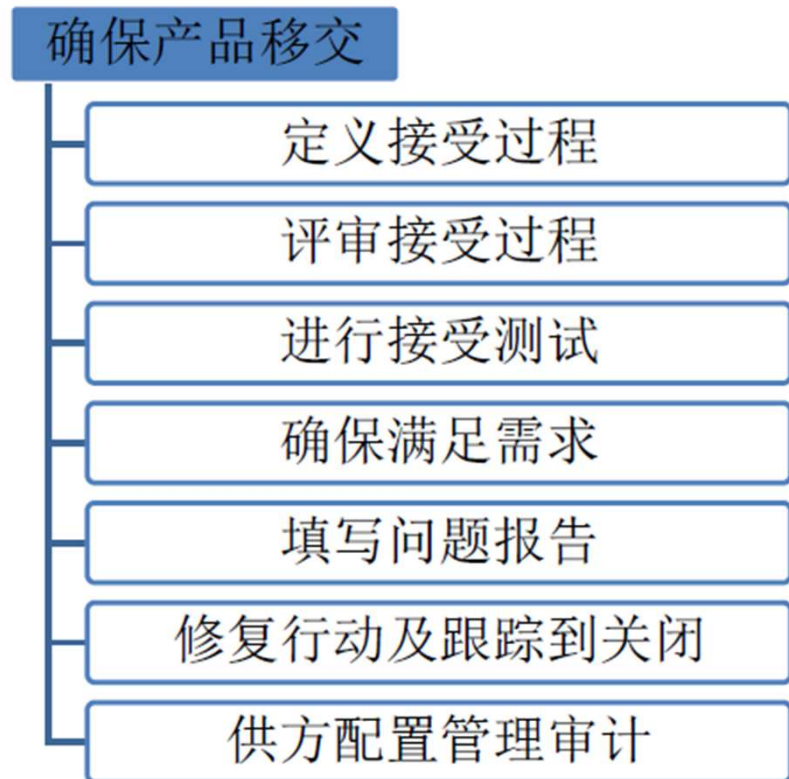 确保产品移交
定义接受过程
评审接受过程
进行接受测试
确保满足需求
填写问题报告
修复行动及跟踪到关闭
供方配置管理审计